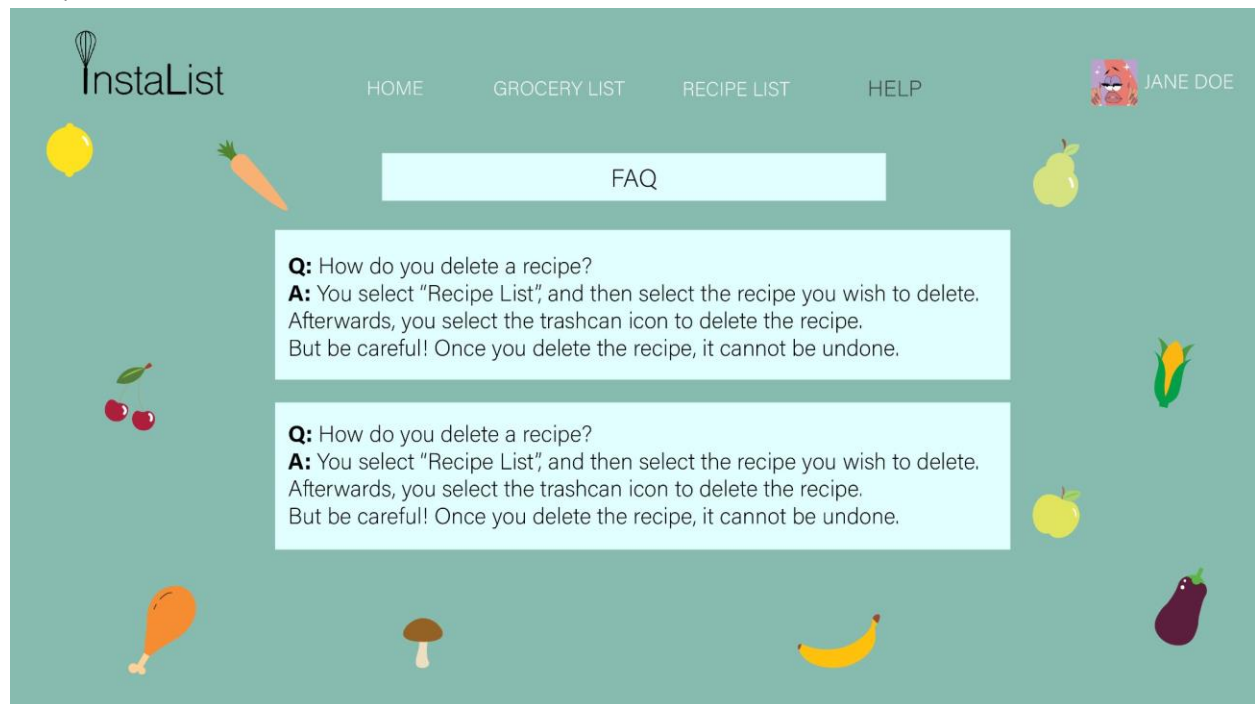 InstaList
HOME GROCERY LIST RECIPE LIST HELP JANE DOE
FAQ
Q: How do you delete a recipe?
A: You select “Recipe List”, and then select the recipe you wish to delete.
Afterwards, you select the trashcan icon to delete the recipe.
But be careful! Once you delete the recipe, it cannot be undone.
Q: How do you delete a recipe?
A: You select “Recipe List”, and then select the recipe you wish to delete.
Afterwards, you select the trashcan icon to delete the recipe.
But be careful! Once you delete the recipe, it cannot be undone.